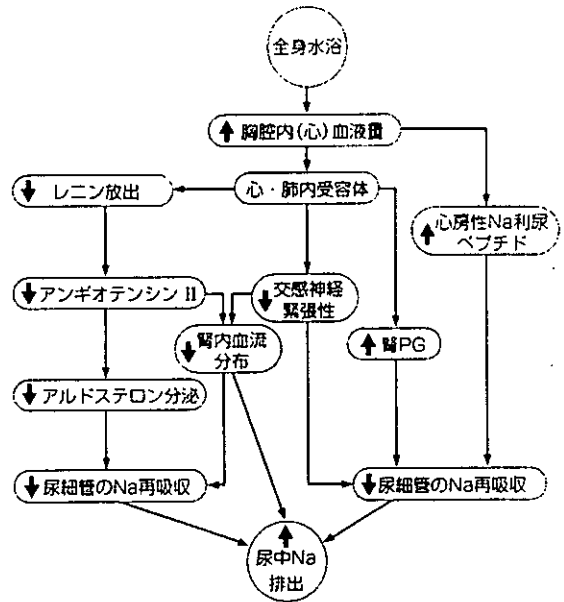 全身水浴
↑ 胸腔内(心)血液量
↓ レニン放出
心・肺内受容体
↑ 心房性Na利尿
ペプチド
↓ アンギオテンシン II
↓ 交感神経
緊張性
↓ 腎内血流
分布
↑ 腎PG
↓ アルドステロン分泌
↓ 尿細管のNa再吸収
↓ 尿細管のNa再吸収
↑
尿中Na
排出